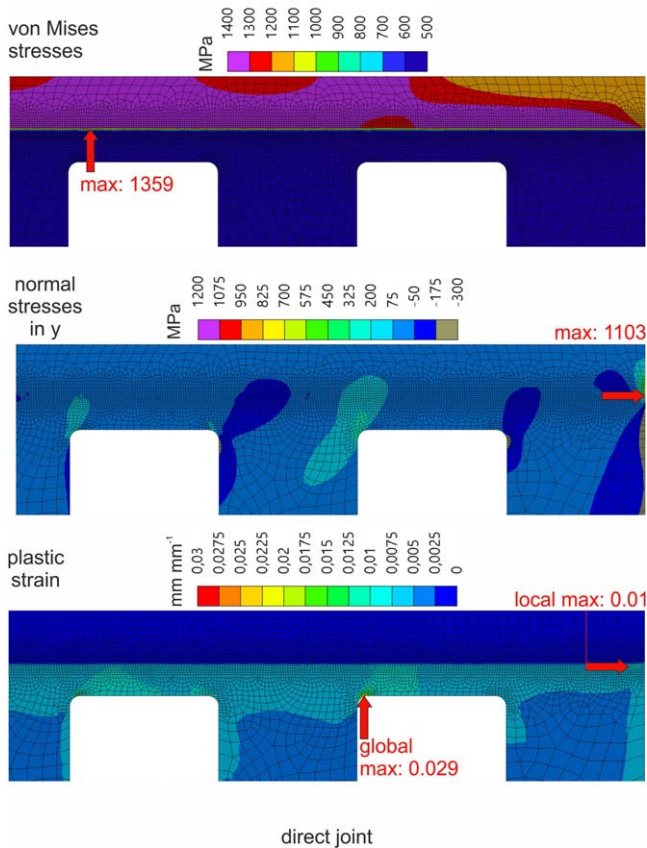 von Mises
stresses
MPa
1400
1300
1200
1100
1000
900
800
700
600
500
max: 1359
normal
stresses
in y
MPa
1200
1075
950
825
700
575
450
325
200
75
-50
-175
-300
max: 1103
plastic
strain
mm mm⁻¹
0,03
0,0275
0,025
0,0225
0,02
0,0175
0,015
0,0125
0,01
0,0075
0,005
0,0025
0
local max: 0.01
global
max: 0.029
direct joint